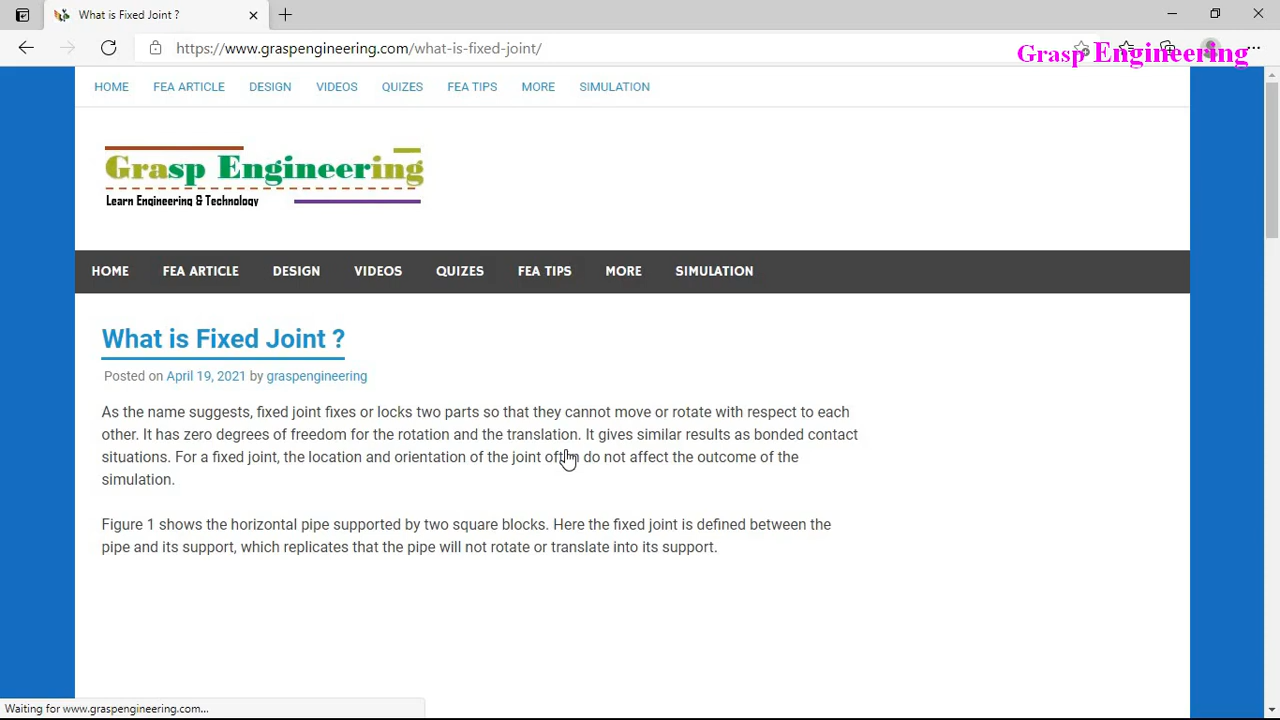 What is Fixed Joint ?
https://www.graspengineering.com/what-is-fixed-joint/
Grasp Engineering
HOME FEA ARTICLE DESIGN VIDEOS QUIZES FEA TIPS MORE SIMULATION
Grasp Engineering
Learn Engineering & Technology
HOME FEA ARTICLE DESIGN VIDEOS QUIZES FEA TIPS MORE SIMULATION
What is Fixed Joint ?
Posted on April 19, 2021 by graspengineering
As the name suggests, fixed joint fixes or locks two parts so that they cannot move or rotate with respect to each
other. It has zero degrees of freedom for the rotation and the translation. It gives similar results as bonded contact
situations. For a fixed joint, the location and orientation of the joint often do not affect the outcome of the
simulation.
Figure 1 shows the horizontal pipe supported by two square blocks. Here the fixed joint is defined between the
pipe and its support, which replicates that the pipe will not rotate or translate into its support.
Waiting for www.graspengineering.com...